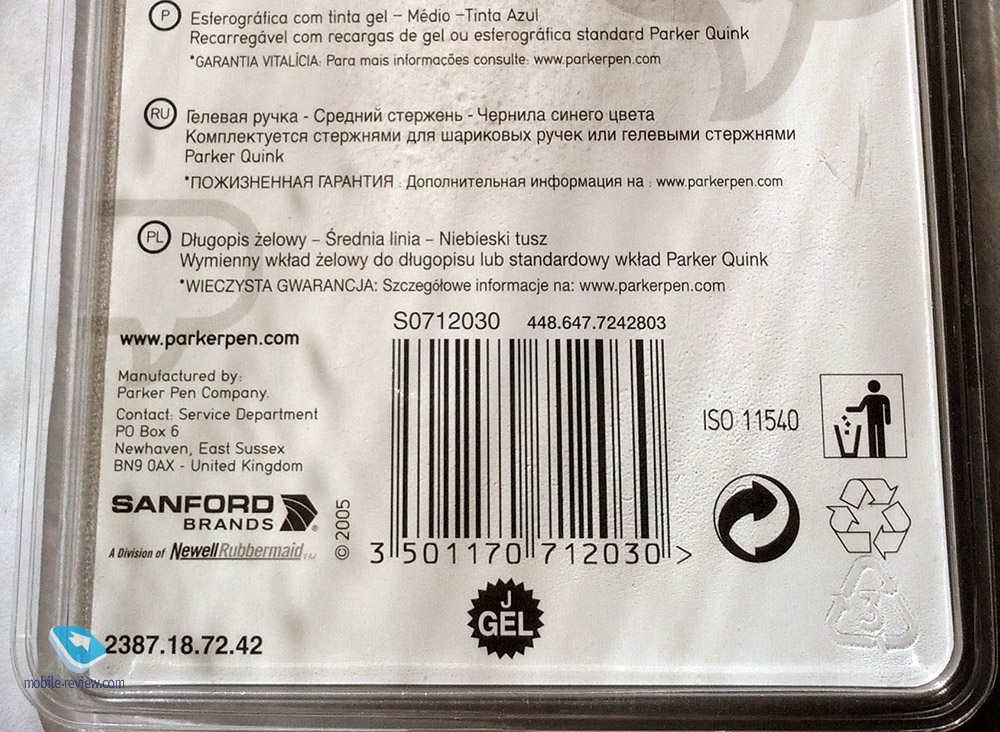 P Esferográfica com tinta gel – Médio –Tinta Azul
Recarregável com recargas de gel ou esferográfica standard Parker Quink
*GARANTIA VITALÍCIA: Para mais informações consulte: www.parkerpen.com
RU Гелевая ручка - Средний стержень - Чернила синего цвета
Комплектуется стержнями для шариковых ручек или гелевыми стержнями
Parker Quink
*ПОЖИЗНЕННАЯ ГАРАНТИЯ : Дополнительная информация на : www.parkerpen.com
PL Długopis żelowy – Średnia linia – Niebieski tusz
Wymienny wkład żelowy do długopisu lub standardowy wkład Parker Quink
*WIECZYSTA GWARANCJA: Szczegółowe informacje na: www.parkerpen.com
S0712030 448.647.7242803
www.parkerpen.com
Manufactured by:
Parker Pen Company.
Contact: Service Department
PO Box 6
Newhaven, East Sussex
BN9 0AX - United Kingdom
SANFORD
BRANDS ®
A Division of NewellRubbermaid™
© 2005
3 501170 712030 >
ISO 11540
J
GEL
3
2387.18.72.42
mobile-review.com